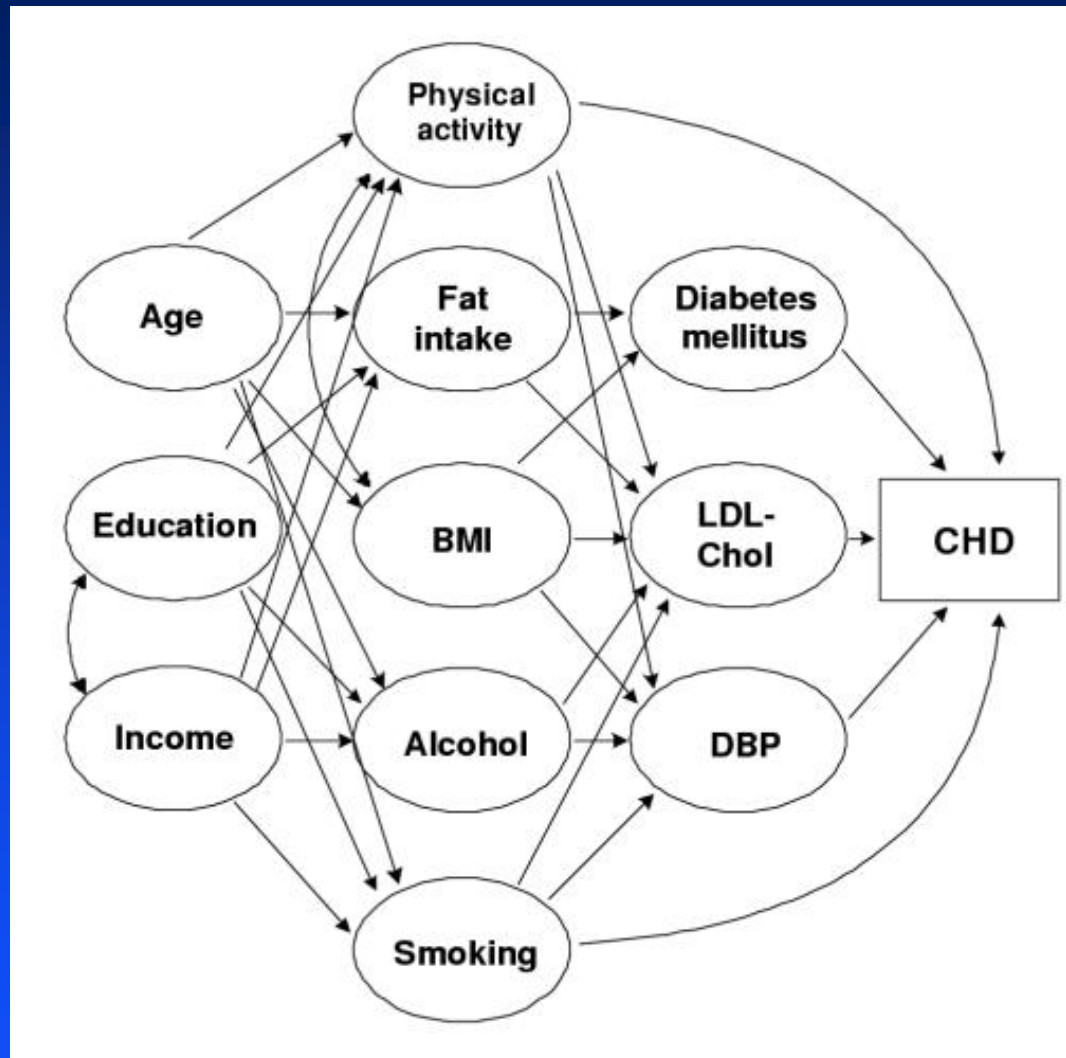 Physical
activity
Age
Fat
intake
Diabetes
mellitus
Education
BMI
LDL-
Chol
CHD
Income
Alcohol
DBP
Smoking